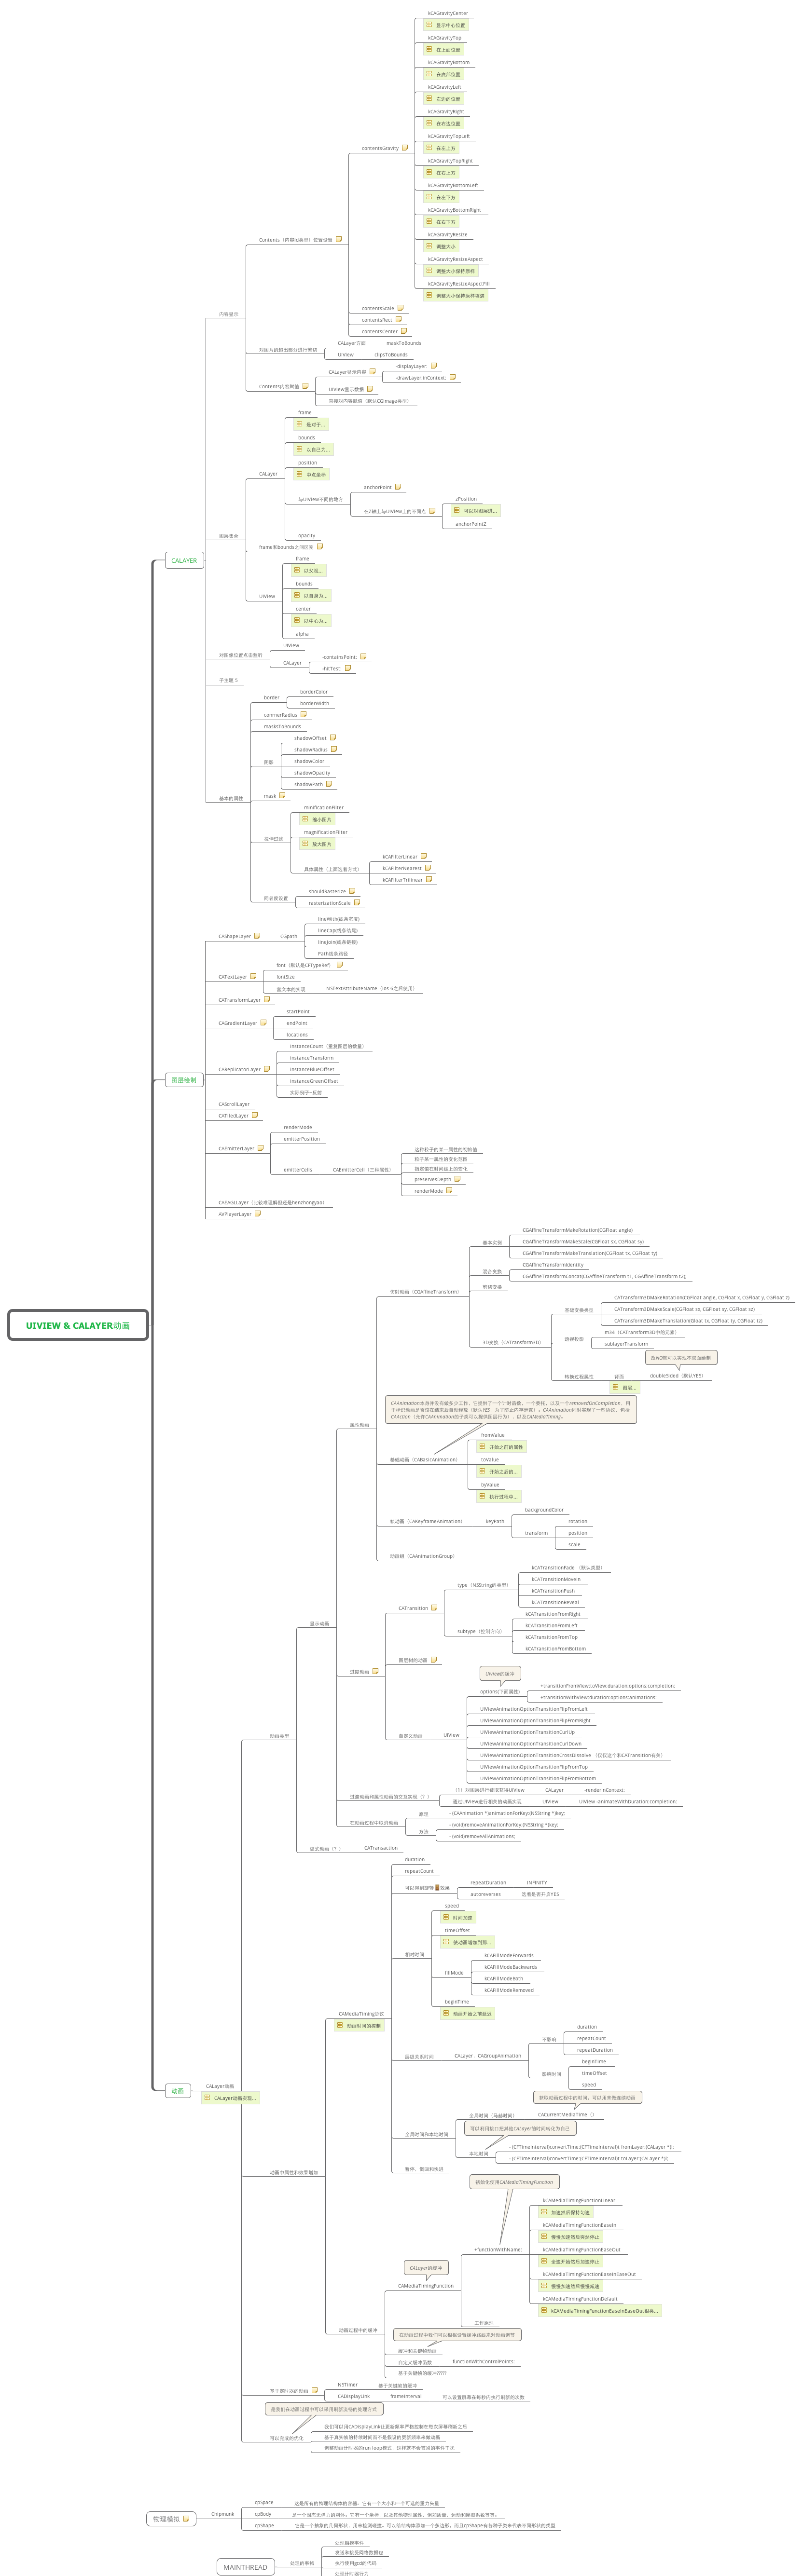 UIVIEW & CALAYER动画
CALAYER
内容显示
Contents（内容动类型）位置设置
contentsGravity
kCAGravityCenter
显示中心位置
kCAGravityTop
在上面位置
kCAGravityBottom
在底部位置
kCAGravityLeft
左边的位置
kCAGravityRight
在右边位置
kCAGravityTopLeft
在左上方
kCAGravityTopRight
在右上方
kCAGravityBottomLeft
在左下方
kCAGravityBottomRight
在右下方
kCAGravityResize
调整大小
kCAGravityResizeAspect
调整大小保持原样
kCAGravityResizeAspectFill
调整大小保持原样填满
contentsScale
contentsRect
contentsCenter
对图片的超出部分进行剪切
CALayer方面
maskToBounds
UIView
clipsToBounds
Contents内容赋值
CALayer显示内容
-displayLayer:
-drawLayer:inContext:
UIView显示数据
直接对内容赋值（默认CGImage类型）
图层集合
CALayer
frame
是对于...
bounds
以自己为...
position
中点坐标
与UIView不同的地方
anchorPoint
在Z轴上与UIView上的不同点
zPosition
可以对图层进...
anchorPointZ
opacity
frame和bounds之间区别
UIView
frame
以父级...
bounds
以自身为...
center
以中心为...
alpha
对图像位置点击监听
UIView
CALayer
-containsPoint:
-hitTest:
子主题 5
基本的属性
border
borderColor
borderWidth
conrnerRadius
masksToBounds
阴影
shadowOffset
shadowRadius
shadowColor
shadowOpacity
shadowPath
mask
拉伸过滤
minificationFilter
缩小图片
magnificationFilter
放大图片
具体属性（上面选着方式）
kCAFilterLinear
kCAFilterNearest
kCAFilterTrilinear
闭光层设置
shouldRasterize
rasterizationScale
图层绘制
CAShapeLayer
CGpath
lineWith(线条宽度)
lineCap(线条结尾)
lineJoin(线条链接)
Path线条路径
CATextLayer
font（默认是CFTypeRef）
fontSize
富文本的实现
NSTextAttributeName（ios 6之后使用）
CATransformLayer
CAGradientLayer
startPoint
endPoint
locations
CAReplicatorLayer
instanceCount（重复图层的数量）
instanceTransform
instanceBlueOffset
instanceGreenOffset
实际例子-反射
CAScrollLayer
CATiledLayer
CAEmitterLayer
renderMode
emitterPosition
emitterCells
CAEmitterCell（三种属性）
这种粒子的某一属性的初始值
粒子某一属性的变化范围
指定值在时间线上的变化
preservesDepth
renderMode
CAEAGLLayer（比较难理解但还是henchongyao）
AVPlayerLayer
动画
CALayer动画
CALayer动画实现...
动画类型
显示动画
属性动画
仿射动画（CGAffineTransform）
基本实例
CGAffineTransformMakeRotation(CGFloat angle)
CGAffineTransformMakeScale(CGFloat sx, CGFloat sy)
CGAffineTransformMakeTranslation(CGFloat tx, CGFloat ty)
混合变换
CGAffineTransformIdentity
CGAffineTransformConcat(CGAffineTransform t1, CGAffineTransform t2);
剪切变换
3D变换（CATransform3D）
基础变换类型
CATransform3DMakeRotation(CGFloat angle, CGFloat x, CGFloat y, CGFloat z)
CATransform3DMakeScale(CGFloat sx, CGFloat sy, CGFloat sz)
CATransform3DMakeTranslation(Gloat tx, CGFloat ty, CGFloat tz)
透视投影
m34（CATransform3D中的元素）
sublayerTransform
转换过程属性
背面
图层...
设NO就可以实现不双面绘制
doubleSided（默认YES）
CAAnimation本身并没有做多少工作，它提供了一个计时函数，一个委托，以及一个removedOnCompletion，用于标识动画是否该在结束后自动释放（默认YES，为了防止内存泄露）。CAAnimation同时实现了一些协议，包括CAAction（允许CAAnimation的子类可以提供图层行为），以及CAMediaTiming。
基础动画（CABasicAnimation）
fromValue
开始之前的属性
toValue
开始之后的...
byValue
执行过程中...
帧动画（CAKeyframeAnimation）
keyPath
backgroundColor
transform
rotation
position
scale
动画组（CAAnimationGroup）
过度动画
CATransition
type（NSString的类型）
kCATransitionFade （默认类型）
kCATransitionMoveIn
kCATransitionPush
kCATransitionReveal
subtype（控制方向）
kCATransitionFromRight
kCATransitionFromLeft
kCATransitionFromTop
kCATransitionFromBottom
图层树的动画
自定义动画
UIView
UIView的缓冲
options(下面属性)
+transitionFromView:toView:duration:options:completion:
+transitionWithView:duration:options:animations:
UIViewAnimationOptionTransitionFlipFromLeft
UIViewAnimationOptionTransitionFlipFromRight
UIViewAnimationOptionTransitionCurlUp
UIViewAnimationOptionTransitionCurlDown
UIViewAnimationOptionTransitionCrossDissolve （仅仅这个和CATransition有关）
UIViewAnimationOptionTransitionFlipFromTop
UIViewAnimationOptionTransitionFlipFromBottom
过渡动画和属性动画的交互实现（？）
（1）对图层进行截取获得UIView
CALayer
-renderInContext:
通过UIView进行相关的动画实现
UIView
UIView -animateWithDuration:completion:
在动画过程中取消动画
原理
- (CAAnimation *)animationForKey:(NSString *)key;
方法
- (void)removeAnimationForKey:(NSString *)key;
- (void)removeAllAnimations;
隐式动画（？）
CATransaction
动画中属性和效果增加
CAMediaTiming协议
动画时间的控制
duration
repeatCount
可以得到旋转门效果
repeatDuration
INFINITY
autoreverses
选着是否开启YES
相对时间
speed
时间加速
timeOffset
使动画增加到某...
fillMode
kCAFillModeForwards
kCAFillModeBackwards
kCAFillModeBoth
kCAFillModeRemoved
beginTime
动画开始之前延迟
层级关系时间
CALayer、CAGroupAnimation
不影响
duration
repeatCount
repeatDuration
影响时间
beginTime
timeOffset
speed
全局时间和本地时间
全局时间（马赫时间）
获取动画过程中的时间，可以用来做连续动画
CACurrentMediaTime（）
可以利用接口把其他CALayer的时间转化为自己
本地时间
- (CFTimeInterval)convertTime:(CFTimeInterval)t fromLayer:(CALayer *)l;
- (CFTimeInterval)convertTime:(CFTimeInterval)t toLayer:(CALayer *)l;
暂停、倒回和快进
动画过程中的缓冲
CALayer的缓冲
CAMediaTimingFunction
初始化使用CAMediaTimingFunction
+functionWithName:
kCAMediaTimingFunctionLinear
加速然后保持匀速
kCAMediaTimingFunctionEaseIn
慢慢加速然后突然停止
kCAMediaTimingFunctionEaseOut
全速开始然后加速停止
kCAMediaTimingFunctionEaseInEaseOut
慢慢加速然后慢慢减速
kCAMediaTimingFunctionDefault
kCAMediaTimingFunctionEaseInEaseOut很类...
工作原理
在动画过程中我们可以根据设置缓冲路线来对动画调节
缓冲和关键帧动画
自定义缓冲函数
functionWithControlPoints:
基于关键帧的缓冲????
基于定时器的动画
NSTimer
基于关键帧的缓冲
CADisplayLink
frameInterval
可以设置屏幕在每秒内执行刷新的次数
是我们在动画过程中可以采用刷新忽略的处理方式
可以形成的优化
我们可以用CADisplayLink让更新频率严格控制在每次屏幕刷新之后
基于真实帧的持续时间而不是假设的更新频率来做动画
调整动画计时器的run loop模式，这样就不会被别的事件干扰
物理模拟
Chipmunk
cpSpace
这是所有的物理结构体的容器。它有一个大小和一个可选的重力矢量
cpBody
是一个固态无弹力的刚体。它有一个坐标，以及其他物理属性，例如质量，运动和摩擦系数等等。
cpShape
它是一个抽象的几何形状，用来检测碰撞。可以给结构体添加一个多边形，而且cpShape有各种子类来代表不同形状的类型
MAINTHREAD
处理的事物
处理触摸事件
发送和接受网络数据包
执行使用gcd的代码
处理计时器行为